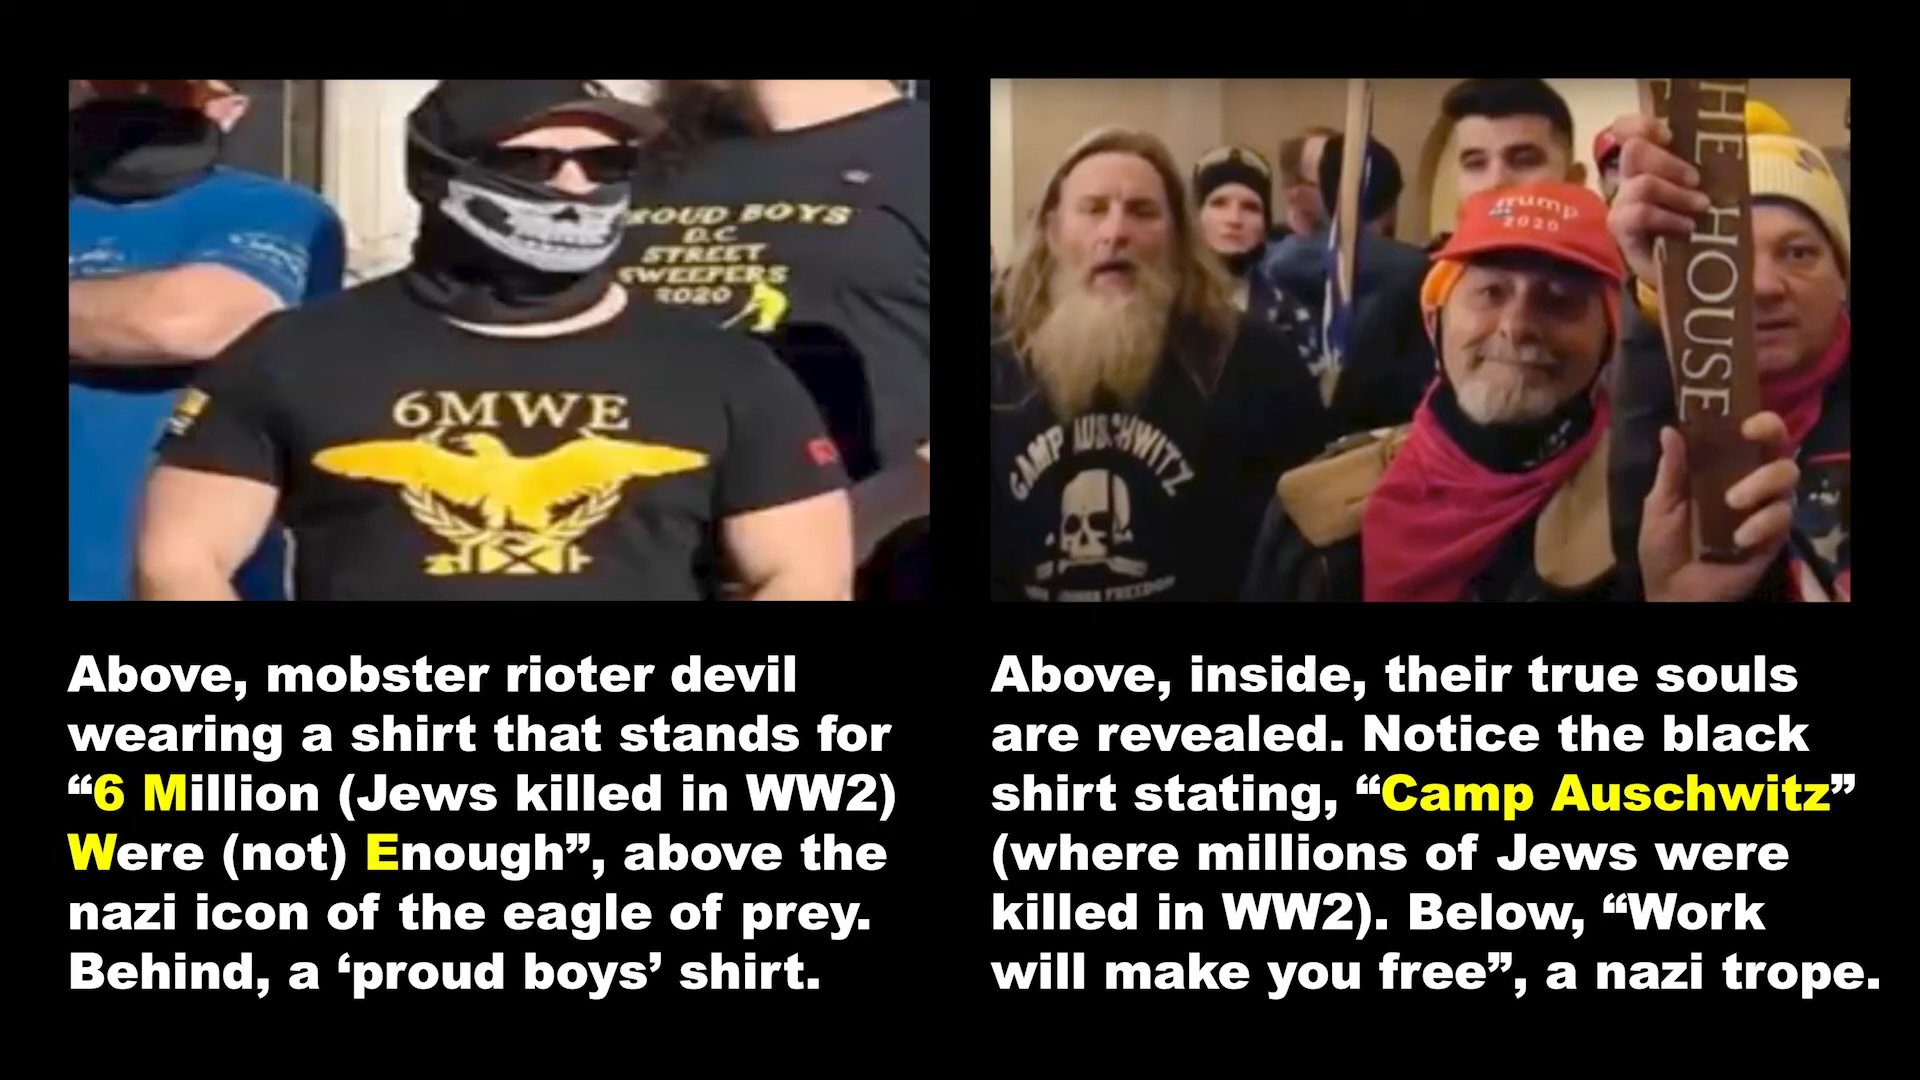 PROUD BOYS
D.C
STREET
SWEEPERS
2020
6MWE
HE HOUSE
Trump
2020
CAMP AUSCHWITZ
FREEDOM
Above, mobster rioter devil
wearing a shirt that stands for
“6 Million (Jews killed in WW2)
Were (not) Enough”, above the
nazi icon of the eagle of prey.
Behind, a ‘proud boys’ shirt.
Above, inside, their true souls
are revealed. Notice the black
shirt stating, “Camp Auschwitz”
(where millions of Jews were
killed in WW2). Below, “Work
will make you free”, a nazi trope.